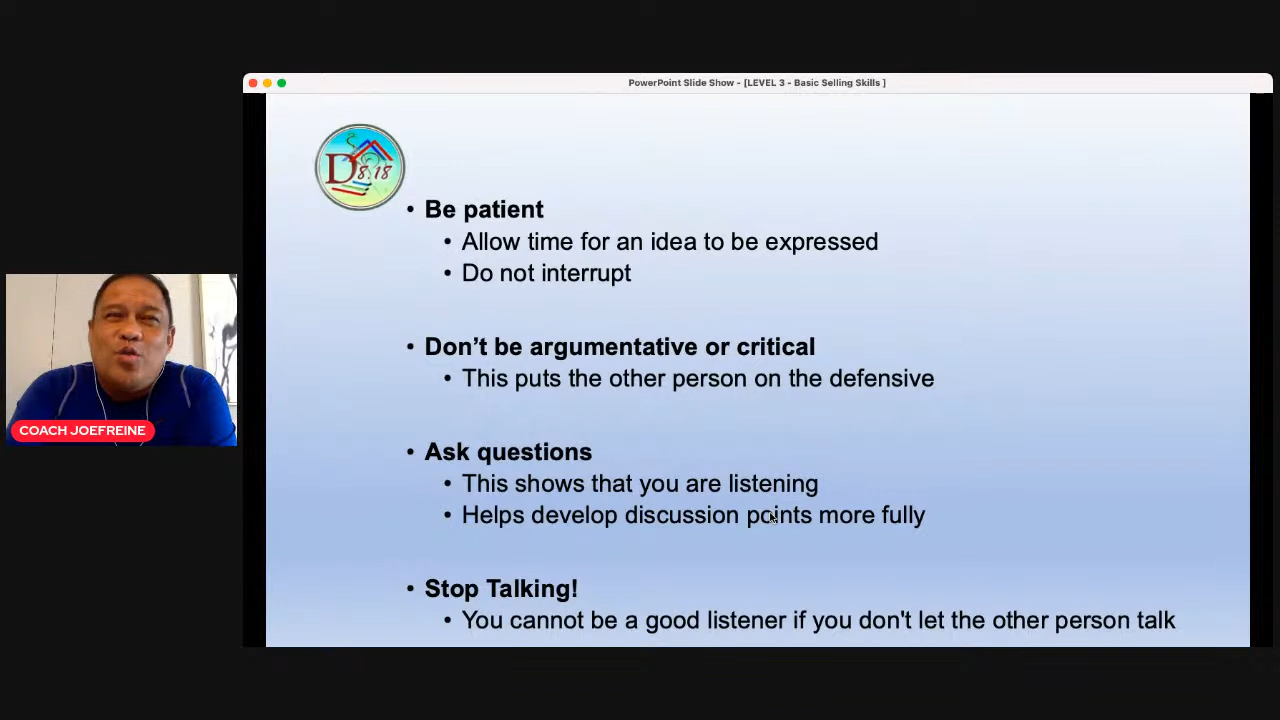 PowerPoint Slide Show - [LEVEL 3 - Basic Selling Skills ]
D 8:18
• Be patient
• Allow time for an idea to be expressed
• Do not interrupt
• Don’t be argumentative or critical
• This puts the other person on the defensive
• Ask questions
• This shows that you are listening
• Helps develop discussion points more fully
• Stop Talking!
• You cannot be a good listener if you don't let the other person talk
COACH JOEFREINE